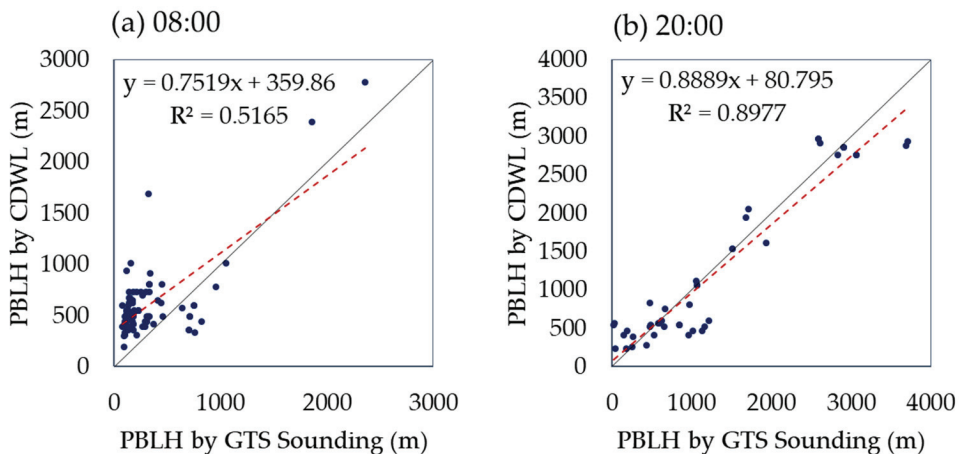 (a) 08:00
3000
2500
2000
1500
1000
500
0
0
1000
2000
3000
y = 0.7519x + 359.86
R² = 0.5165
PBLH by CDWL (m)
PBLH by GTS Sounding (m)
(b) 20:00
4000
3500
3000
2500
2000
1500
1000
500
0
0
1000
2000
3000
4000
y = 0.8889x + 80.795
R² = 0.8977
PBLH by CDWL (m)
PBLH by GTS Sounding (m)